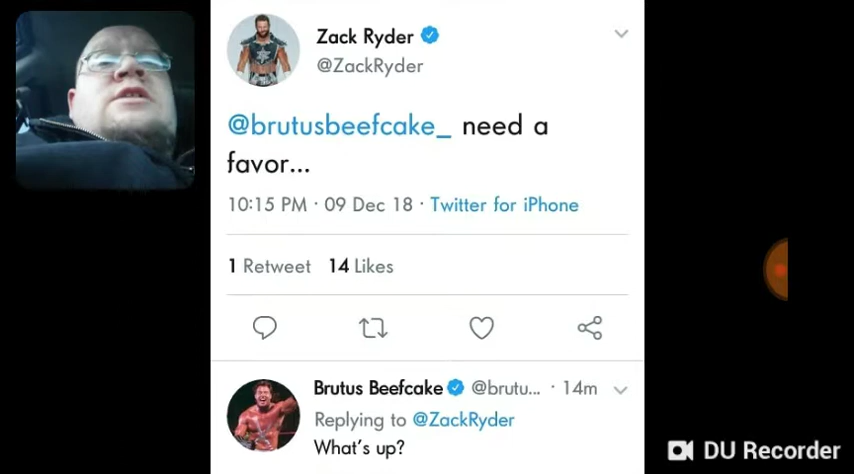 Zack Ryder
@ZackRyder
@brutusbeefcake_ need a
favor...
10:15 PM · 09 Dec 18 · Twitter for iPhone
1 Retweet 14 Likes
Brutus Beefcake @brutu... · 14m
Replying to @ZackRyder
What's up?
DU Recorder